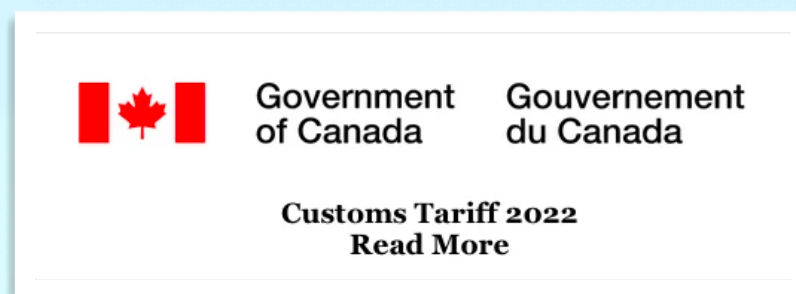 Government Gouvernement
of Canada du Canada
Customs Tariff 2022
Read More